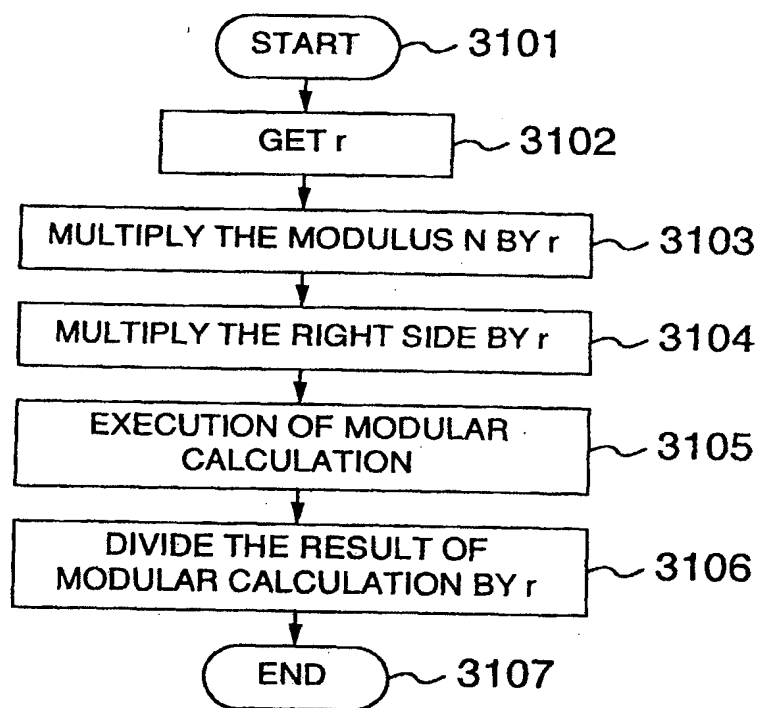 START 3101
GET r 3102
MULTIPLY THE MODULUS N BY r 3103
MULTIPLY THE RIGHT SIDE BY r 3104
EXECUTION OF MODULAR
CALCULATION 3105
DIVIDE THE RESULT OF
MODULAR CALCULATION BY r 3106
END 3107